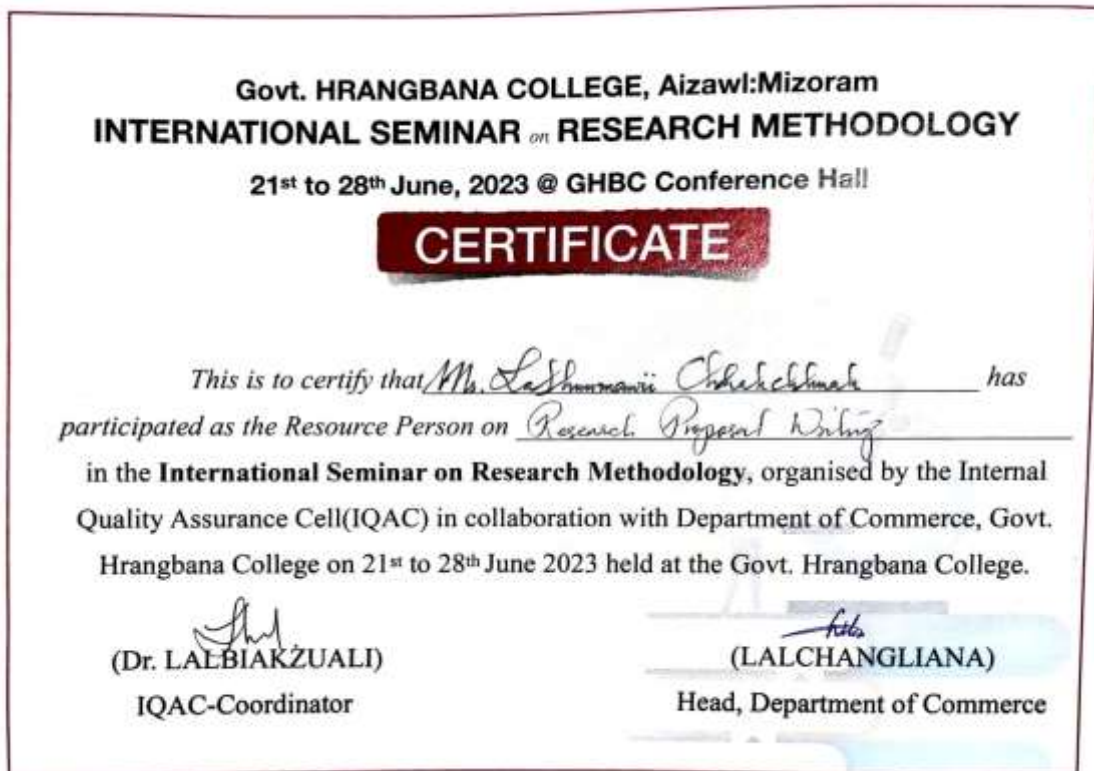 Govt. HRANGBANA COLLEGE, Aizawl:Mizoram
INTERNATIONAL SEMINAR on RESEARCH METHODOLOGY
21st to 28th June, 2023 @ GHBC Conference Hall
CERTIFICATE
This is to certify that Ms. has
participated as the Resource Person on Research Proposal Writing
in the International Seminar on Research Methodology, organised by the Internal
Quality Assurance Cell(IQAC) in collaboration with Department of Commerce, Govt.
Hrangbana College on 21st to 28th June 2023 held at the Govt. Hrangbana College.
(Dr. LALBIAKŻUALI) (LALCHANGLIANA)
IQAC-Coordinator Head, Department of Commerce